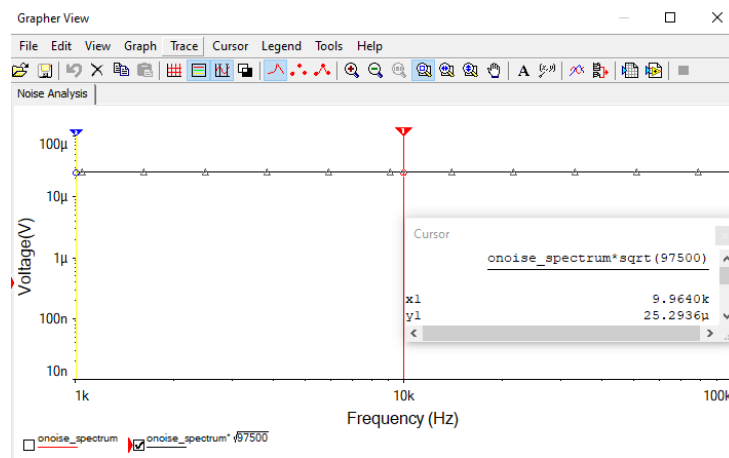 Grapher View
File Edit View Graph Trace Cursor Legend Tools Help
A (x,y)
Noise Analysis
100µ
10µ
1µ
100n
10n
Voltage(V)
1
Cursor
onoise_spectrum*sqrt(97500)
x1 9.9640k
y1 25.2936µ
1k 10k 100k
Frequency (Hz)
onoise_spectrum onoise_spectrum* √97500